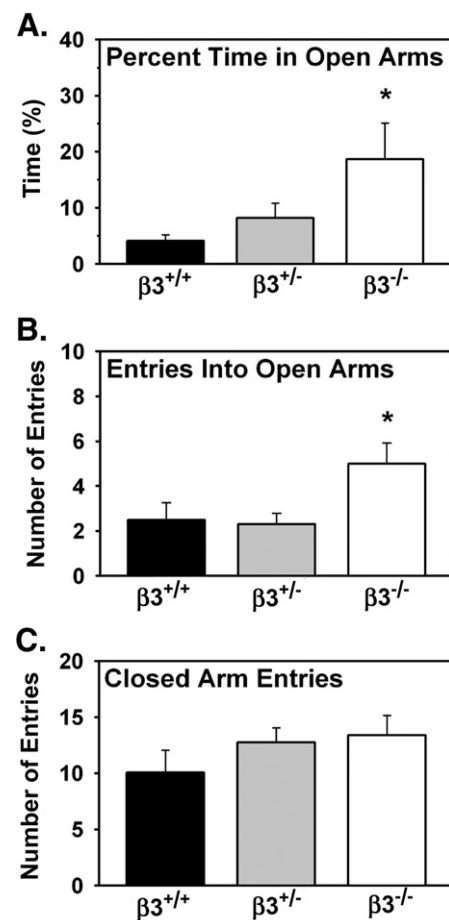 A.
Percent Time in Open Arms
Time (%)
40
30
20
10
0
*
β3+/+ β3+/- β3-/-
B.
Entries Into Open Arms
Number of Entries
10
8
6
4
2
0
*
β3+/+ β3+/- β3-/-
C.
Closed Arm Entries
Number of Entries
20
15
10
5
0
β3+/+ β3+/- β3-/-